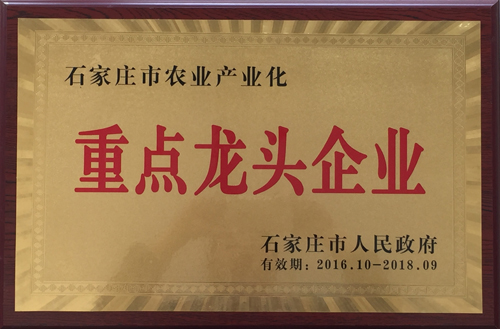 石家庄市农业产业化
重点龙头企业
石家庄市人民政府
有效期：2016.10-2018.09